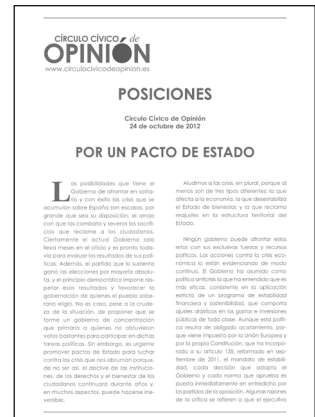 CÍRCULO CÍVICO de
OPINIÓN
www.circulocivicodeopinion.es
POSICIONES
Círculo Cívico de Opinión
24 de octubre de 2012
POR UN PACTO DE ESTADO
Las posibilidades que tiene el
Gobierno de afrontar en solita-
rio y con éxito las crisis que se
acumulan sobre España son escasas, por
grande que sea su disposición, el arrojo
con que las combata y severos los sacrifi-
cios que reclame a los ciudadanos.
Ciertamente el actual Gobierno solo
lleva meses en el oficio y es pronto toda-
vía para evaluar los resultados de sus polí-
ticas. Además, el partido que lo sustenta
ganó las elecciones por mayoría absolu-
ta, y el principio democrático impone res-
petar esos resultados y favorecer la
gobernación de quienes el pueblo sobe-
rano eligió. No es caso, pese a la crude-
za de la situación, de proponer que se
forme un gobierno de concentración
que primaría a quienes no obtuvieron
votos bastantes para participar en dichas
tareas políticas. Sin embargo, es urgente
promover pactos de Estado para luchar
contra las crisis que nos abruman porque,
de no ser así, el declive de las institucio-
nes, de los derechos y el bienestar de los
ciudadanos continuará durante años y,
en muchos aspectos, puede hacerse irre-
versible.
Aludimos a las crisis, en plural, porque al
menos son de tres tipos diferentes: la que
afecta a la economía, la que desestabiliza
el Estado de bienestar, y la que reclama
reajustes en la estructura territorial del
Estado.
Ningún gobierno puede afrontar estos
retos con sus exclusivas fuerzas y recursos
políticos. Las acciones contra la crisis eco-
nómica lo están evidenciando de modo
continuo. El Gobierno ha asumido como
política anticrisis la que ha entendido que es
más eficaz, consistente en la aplicación
estricta de un programa de estabilidad
financiera y sostenibilidad, que comporta
ajustes drásticos en los gastos e inversiones
públicas de toda clase. Aunque esta políti-
ca resulta de obligado acatamiento, por-
que viene impuesta por la Unión Europea y
por la propia Constitución, que ha incorpo-
rado a su artículo 135, reformado en sep-
tiembre de 2011, el mandato de estabili-
dad, cada decisión que adopta el
Gobierno y cada norma que aprueba es
puesta inmediatamente en entredicho por
los partidos de la oposición. Algunas razones
de la crítica se refieren a que el ejecutivo